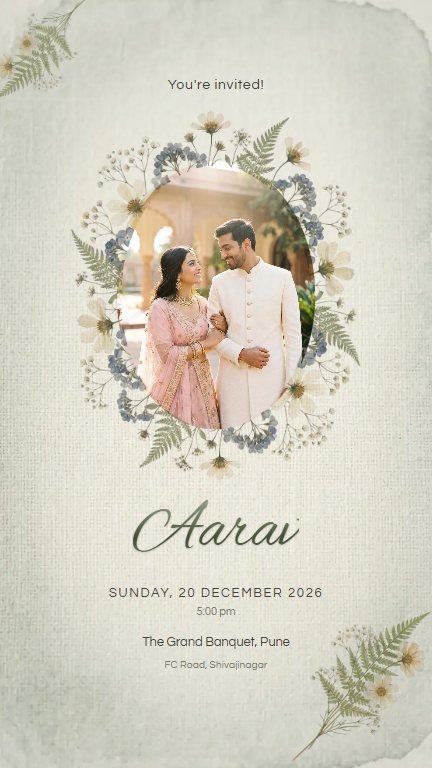 You're invited!
Aarav
SUNDAY, 20 DECEMBER 2026
5:00 pm
The Grand Banquet, Pune
FC Road, Shivajinagar